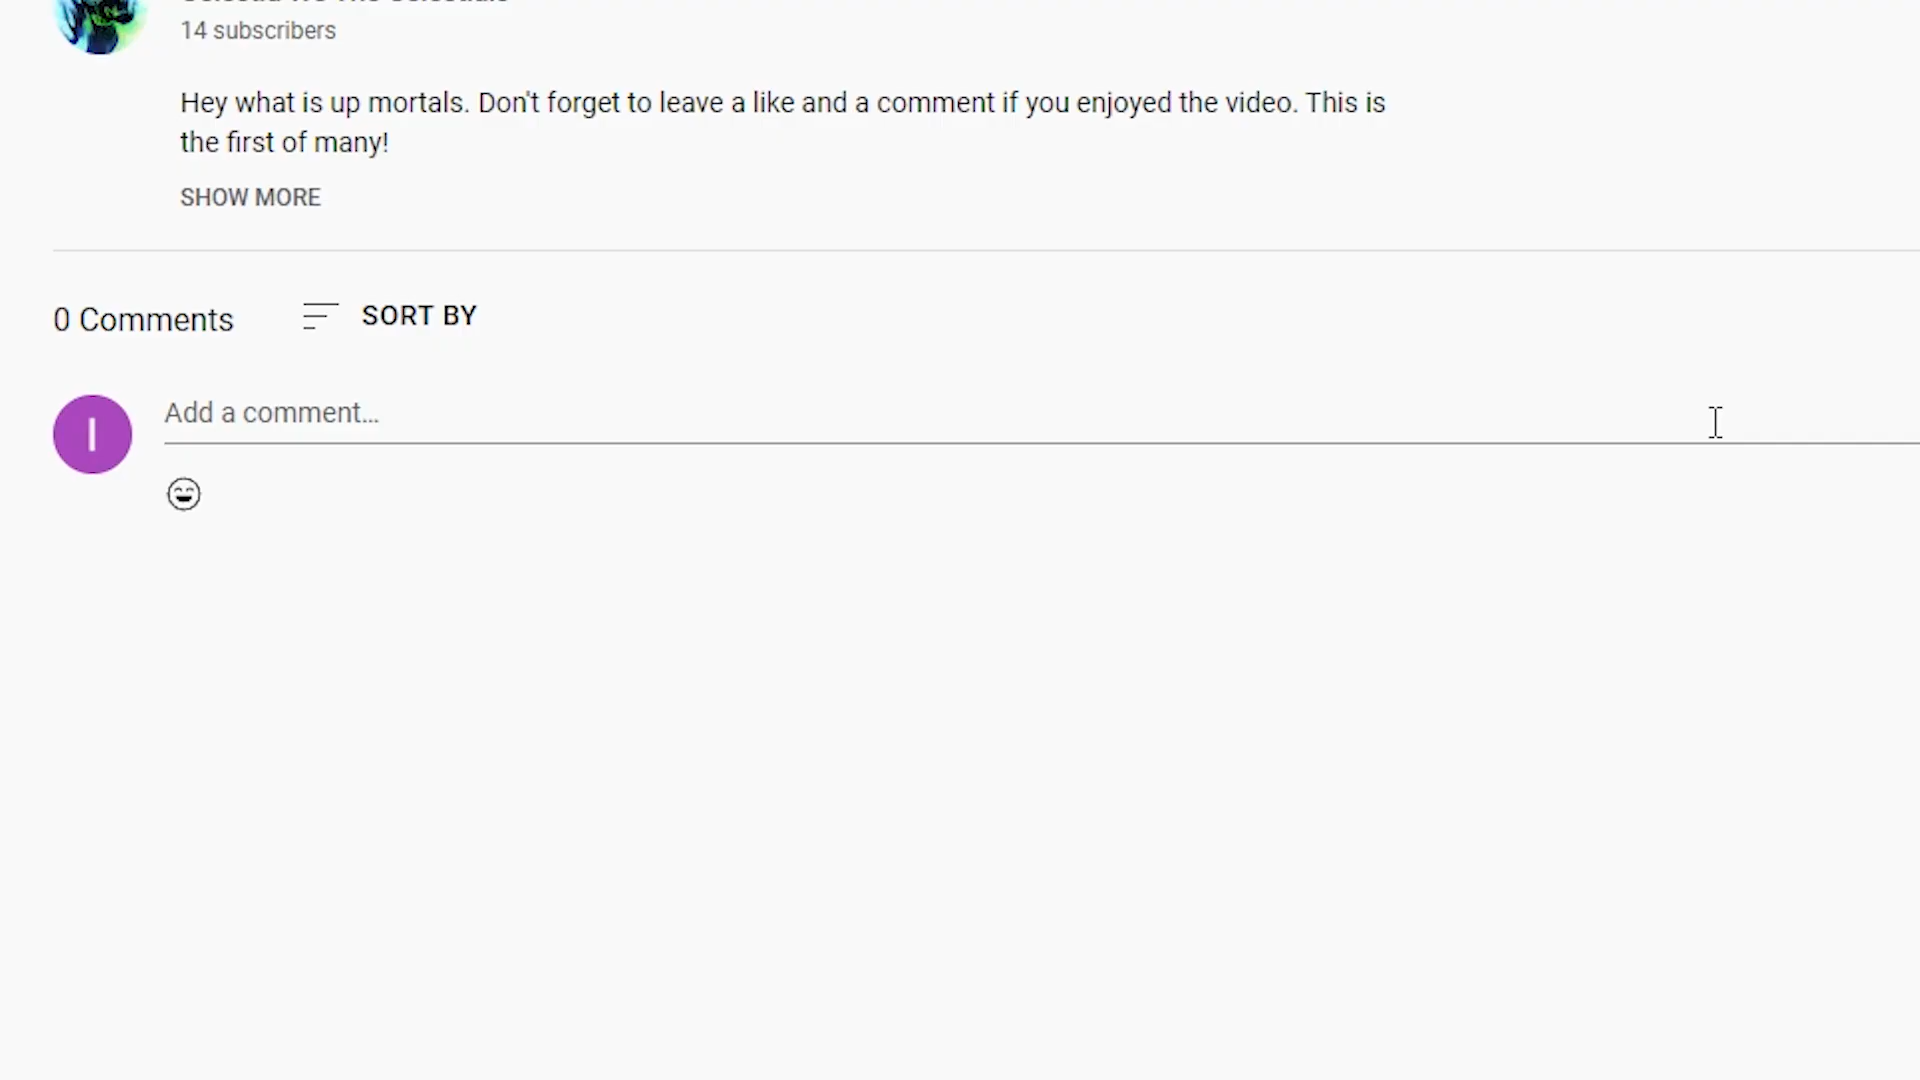 14 subscribers
Hey what is up mortals. Don't forget to leave a like and a comment if you enjoyed the video. This is
the first of many!
SHOW MORE
0 Comments
SORT BY
I
Add a comment...